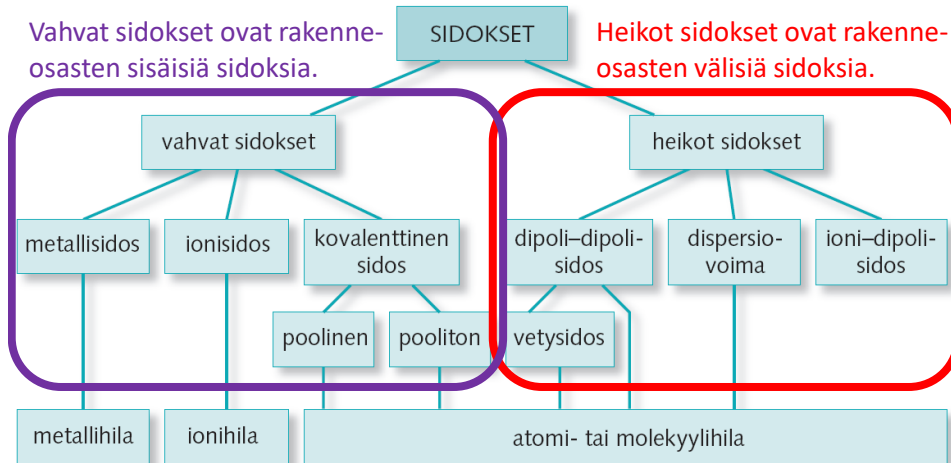 Vahvat sidokset ovat rakenne-
osasten sisäisiä sidoksia.
SIDOKSET
Heikot sidokset ovat rakenne-
osasten välisiä sidoksia.
vahvat sidokset
heikot sidokset
metallisidos
ionisidos
kovalenttinen
sidos
dipoli–dipoli-
sidos
dispersio-
voima
ioni–dipoli-
sidos
poolinen
pooliton
vetysidos
metallihila
ionihila
atomi- tai molekyylihila